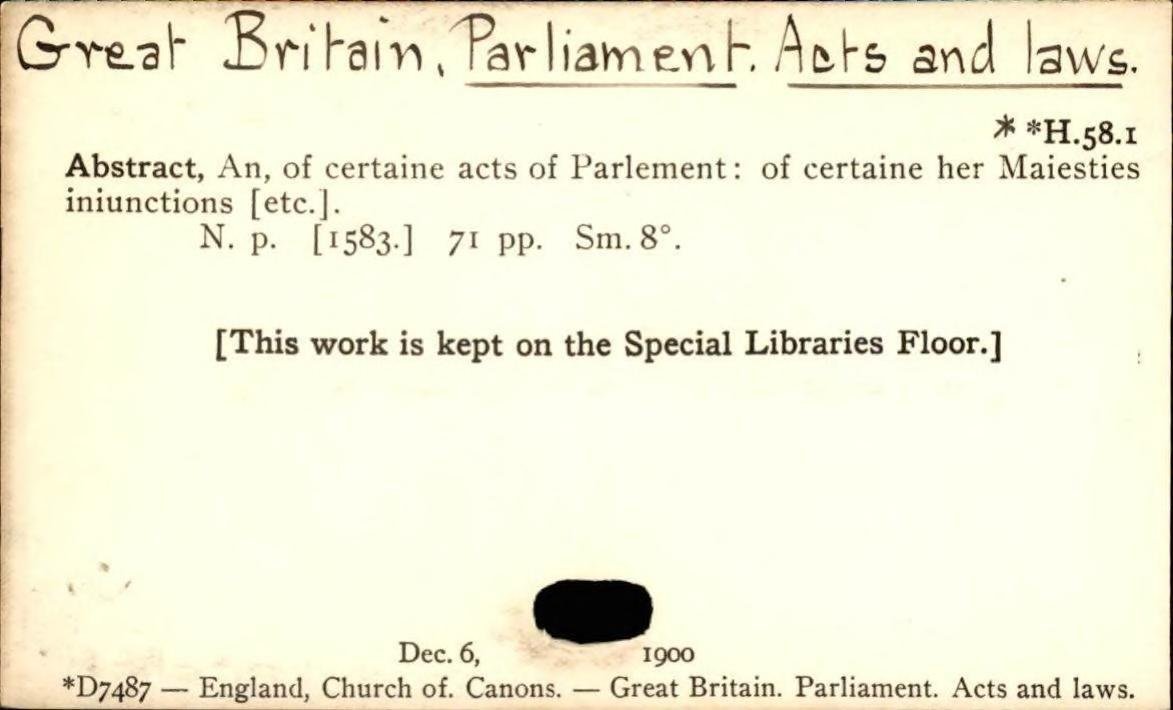 Great Britain. Parliament. Acts and laws.
* *H.58.1
Abstract, An, of certaine acts of Parlement: of certaine her Maiesties
iniunctions [etc.].
N. p. [1583.] 71 pp. Sm. 8°.
[This work is kept on the Special Libraries Floor.]
Dec. 6, 1900
*D7487 — England, Church of. Canons. — Great Britain. Parliament. Acts and laws.